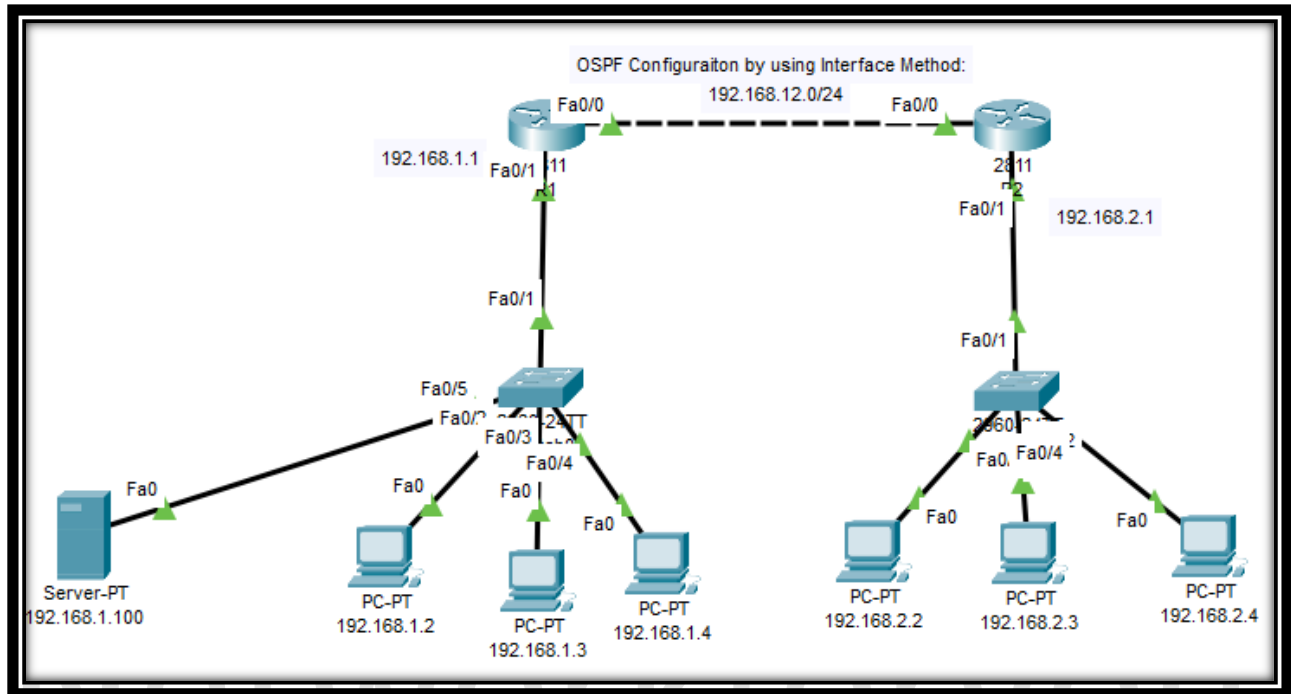 OSPF Configuraiton by using Interface Method:
192.168.12.0/24
Fa0/0
Fa0/0
192.168.1.1
Fa0/1
2811
Fa0/1
192.168.2.1
Fa0/1
Fa0/1
Fa0/5
Fa0/3
Fa0/4
Fa0/4
Fa0
Fa0
Fa0
Fa0
Fa0
Fa0
Server-PT
192.168.1.100
PC-PT
192.168.1.2
PC-PT
192.168.1.3
PC-PT
192.168.1.4
PC-PT
192.168.2.2
PC-PT
192.168.2.3
PC-PT
192.168.2.4